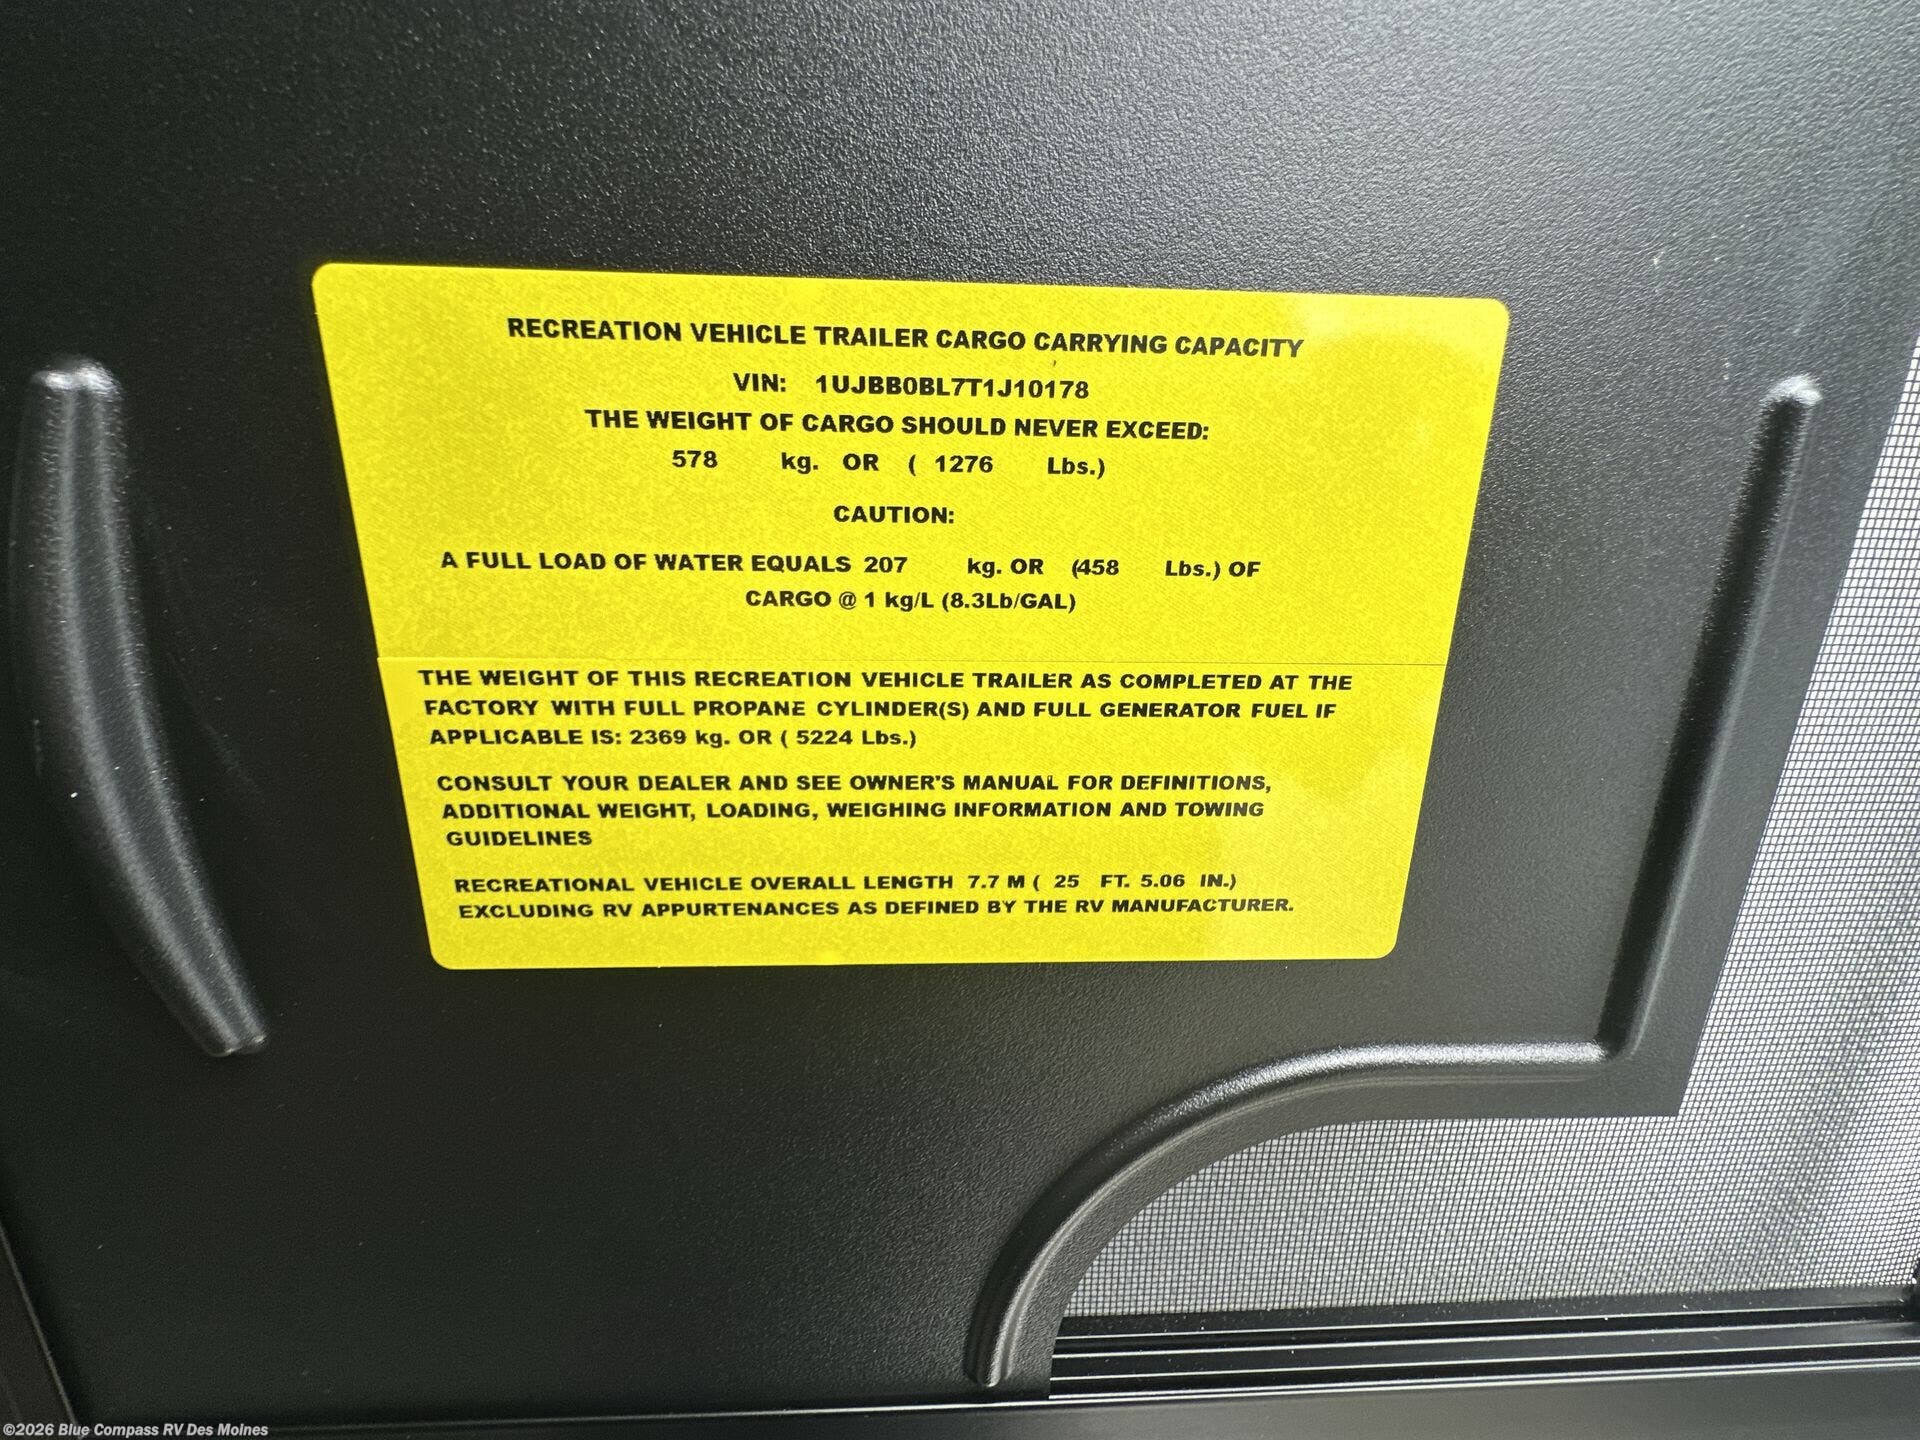 RECREATION VEHICLE TRAILER CARGO CARRYING CAPACITY
VIN: 1UJBB0BL7T1J10178
THE WEIGHT OF CARGO SHOULD NEVER EXCEED:
578 kg. OR ( 1276 Lbs.)
CAUTION:
A FULL LOAD OF WATER EQUALS 207 kg. OR (458 Lbs.) OF
CARGO @ 1 kg/L (8.3Lb/GAL)
THE WEIGHT OF THIS RECREATION VEHICLE TRAILER AS COMPLETED AT THE
FACTORY WITH FULL PROPANE CYLINDER(S) AND FULL GENERATOR FUEL IF
APPLICABLE IS: 2369 kg. OR ( 5224 Lbs.)
CONSULT YOUR DEALER AND SEE OWNER'S MANUAL FOR DEFINITIONS,
ADDITIONAL WEIGHT, LOADING, WEIGHING INFORMATION AND TOWING
GUIDELINES
RECREATIONAL VEHICLE OVERALL LENGTH 7.7 M ( 25 FT. 5.06 IN.)
EXCLUDING RV APPURTENANCES AS DEFINED BY THE RV MANUFACTURER.
©2026 Blue Compass RV Des Moines